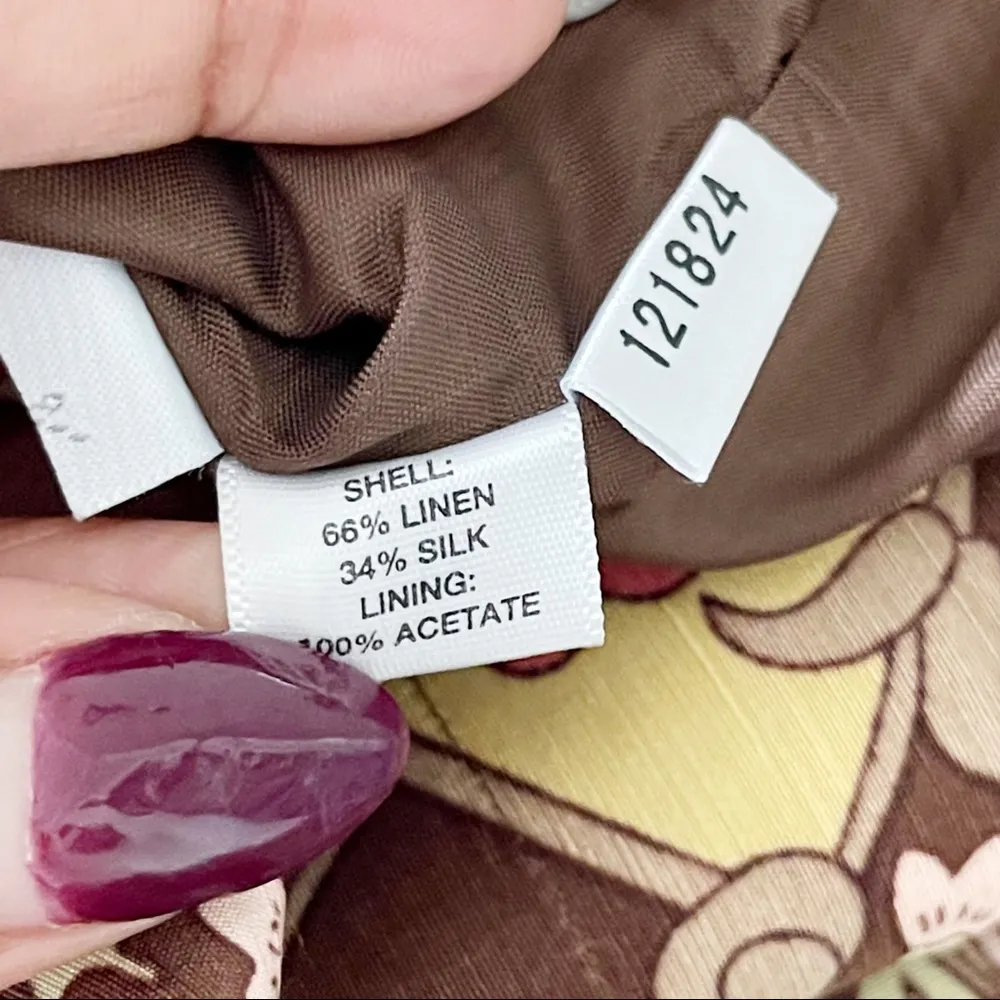 SHELL:
66% LINEN
34% SILK
LINING:
100% ACETATE
121824